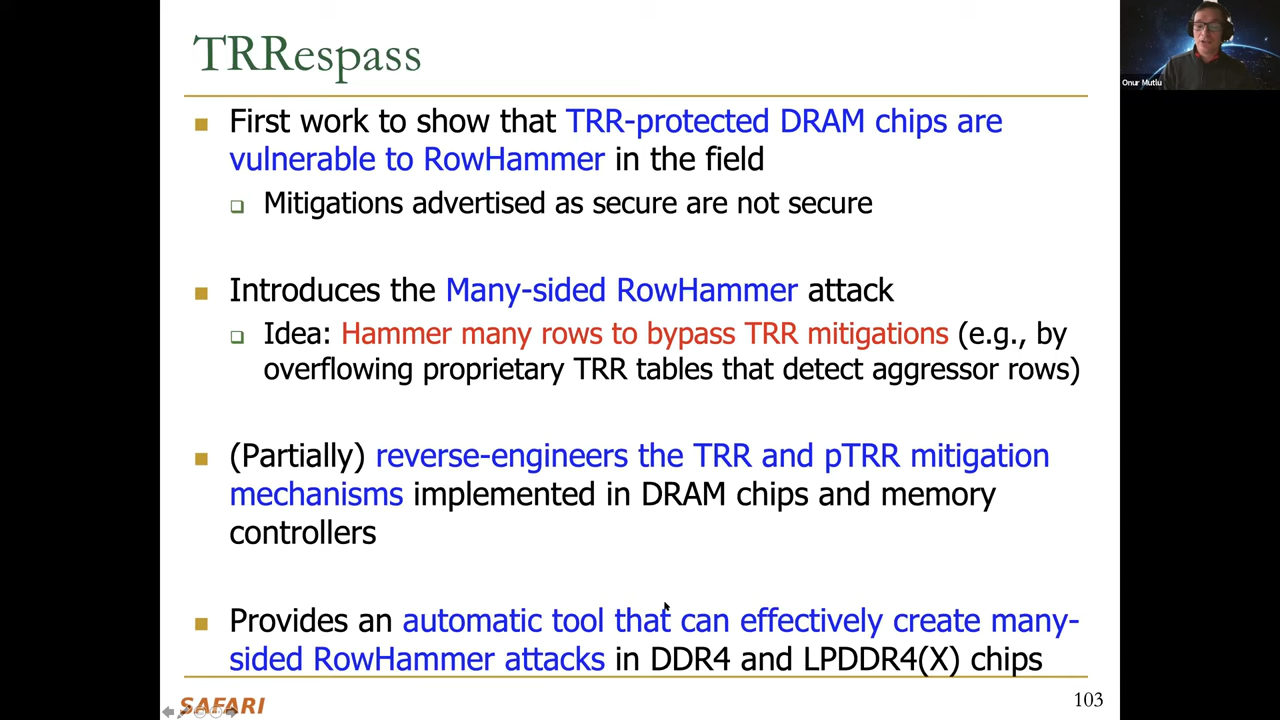 TRRespass
Onur Mutlu
First work to show that TRR-protected DRAM chips are
vulnerable to RowHammer in the field
Mitigations advertised as secure are not secure
Introduces the Many-sided RowHammer attack
Idea: Hammer many rows to bypass TRR mitigations (e.g., by
overflowing proprietary TRR tables that detect aggressor rows)
(Partially) reverse-engineers the TRR and pTRR mitigation
mechanisms implemented in DRAM chips and memory
controllers
Provides an automatic tool that can effectively create many-
sided RowHammer attacks in DDR4 and LPDDR4(X) chips
SAFARI
103